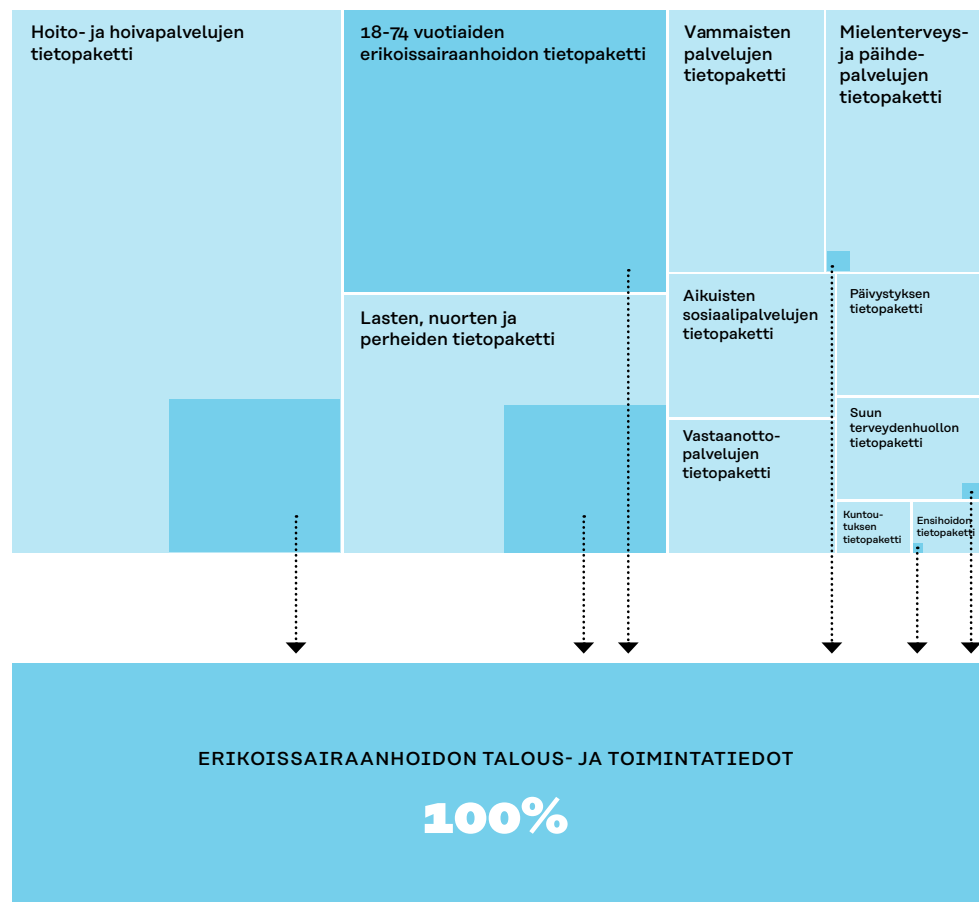 Hoito- ja hoivapalvelujen
tietopaketti
18-74 vuotiaiden
erikoissairaanhoidon tietopaketti
Vammaisten
palvelujen
tietopaketti
Mielenterveys-
ja päihde-
palvelujen
tietopaketti
Lasten, nuorten ja
perheiden tietopaketti
Aikuisten
sosiaalipalvelujen
tietopaketti
Päivystyksen
tietopaketti
Vastaanotto-
palvelujen
tietopaketti
Suun
terveydenhuollon
tietopaketti
Kuntou-
tuksen
tietopaketti
Ensihoidon
tietopaketti
ERIKOISSAIRAANHOIDON TALOUS- JA TOIMINTATIEDOT
100%